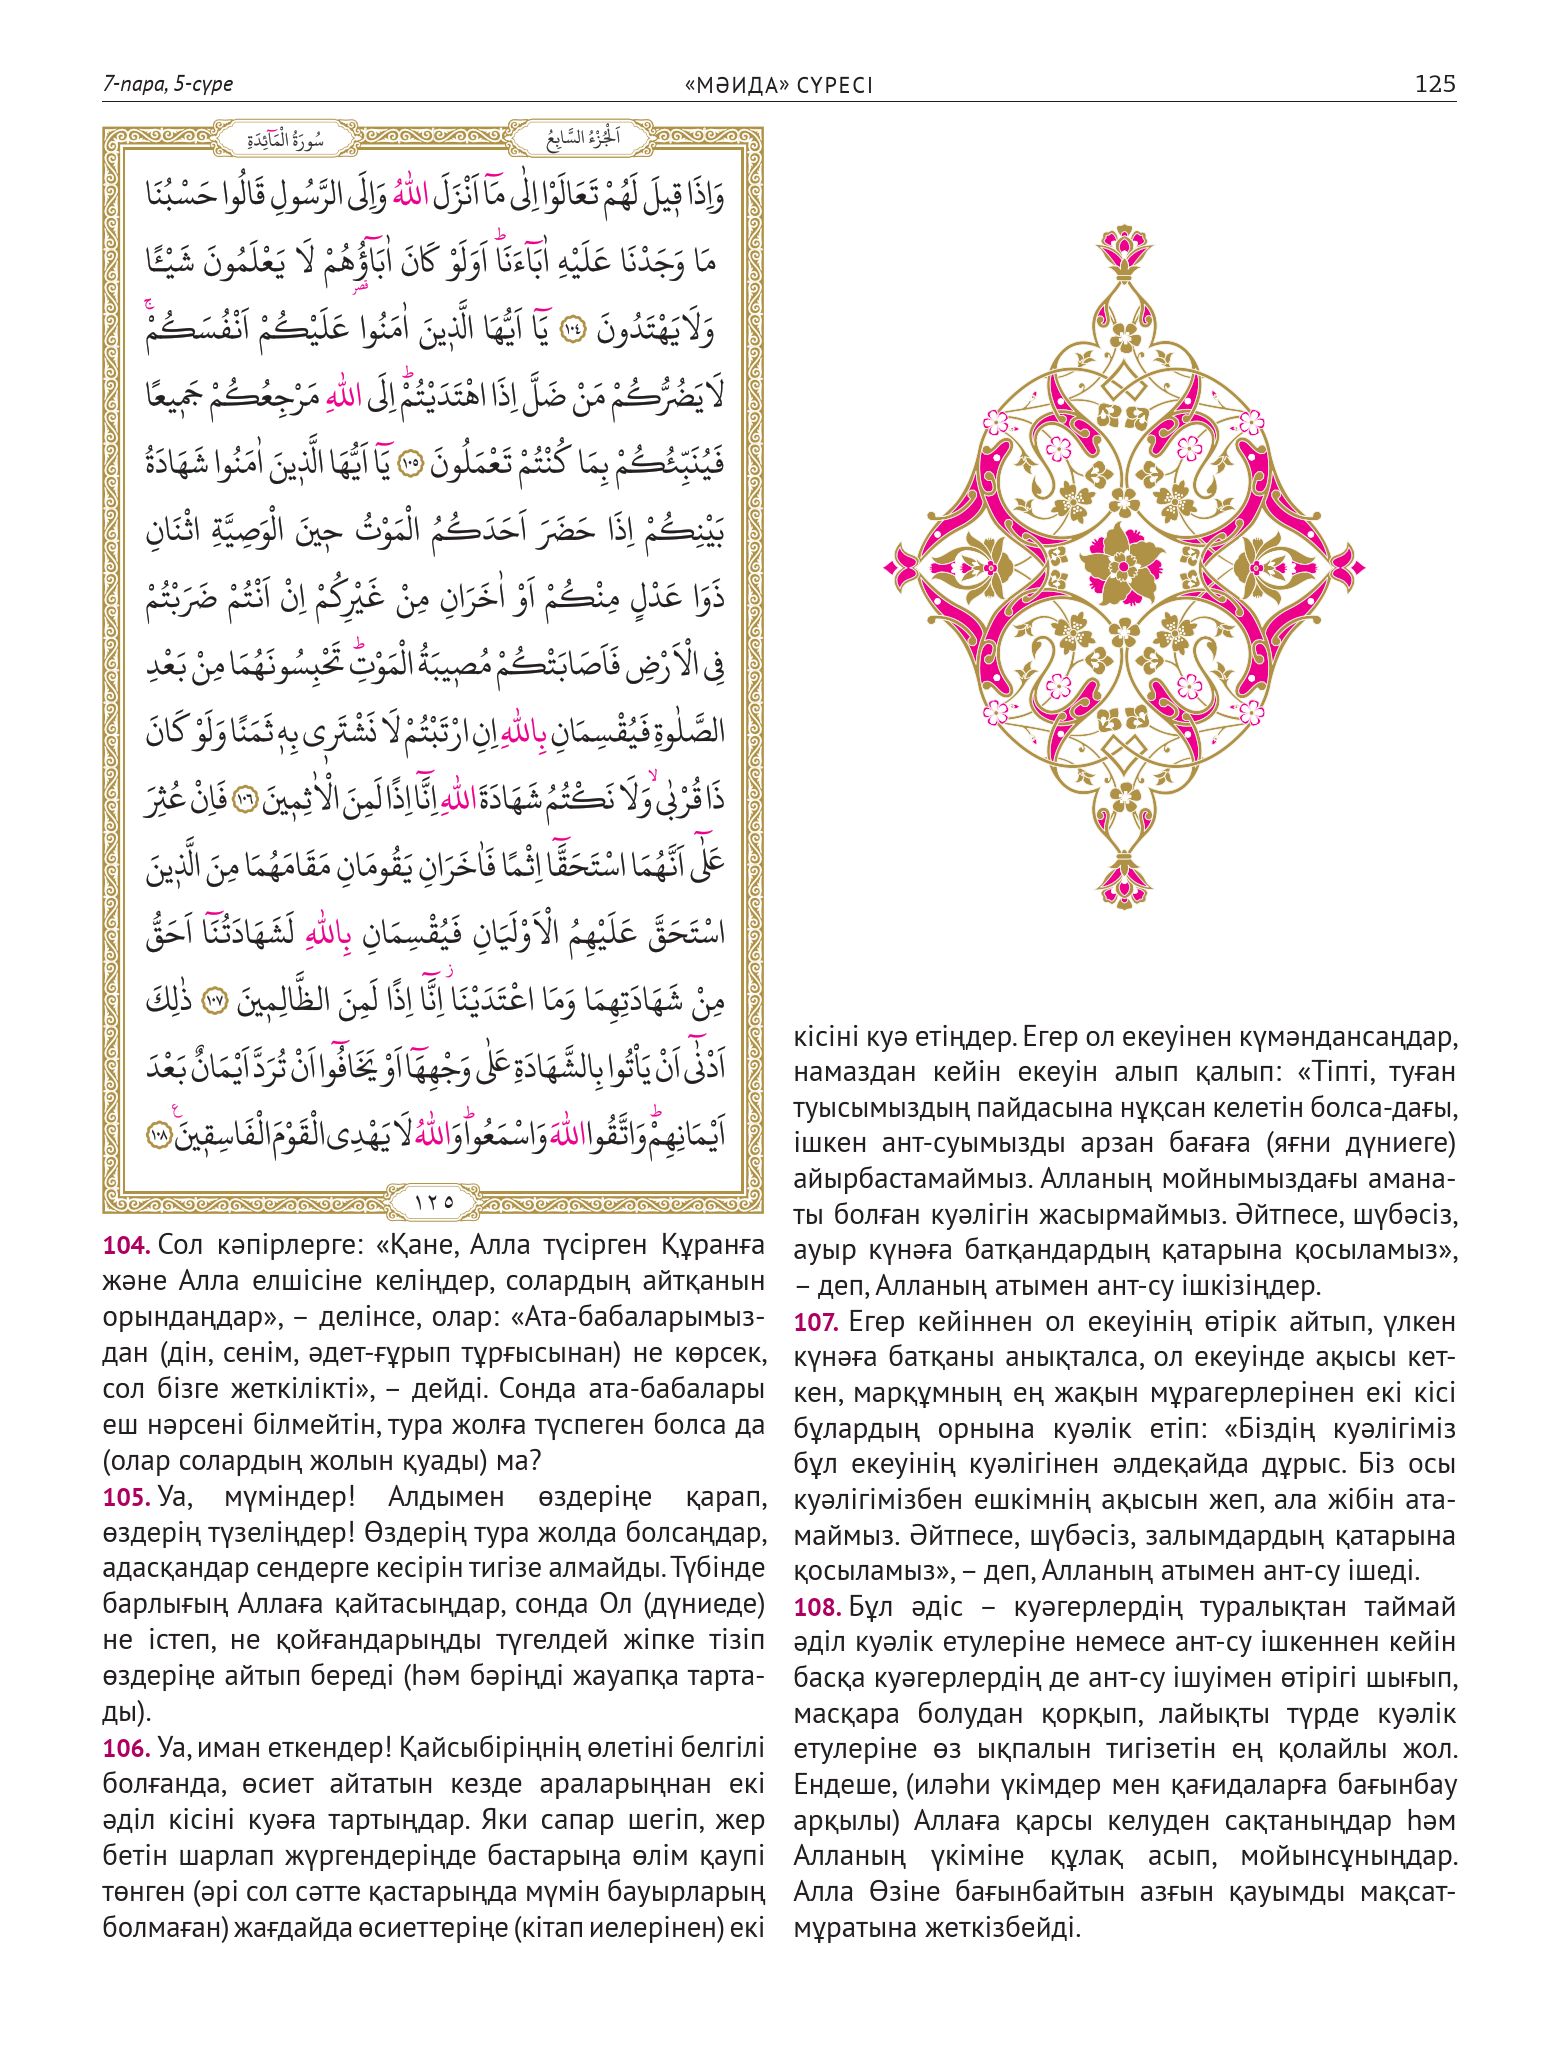 7-пара, 5-сүре
«МӘИДА» СҮРЕСІ
125
سُورَةُ الْمَٓائِدَةِ
اَلْجُزْءُ السَّابِعُ
وَاِذَا ق۪يلَ لَهُمْ تَعَالَوْا اِلٰى مَٓا اَنْزَلَ اللّٰهُ وَاِلَى الرَّسُولِ قَالُوا حَسْبُنَا
مَا وَجَدْنَا عَلَيْهِ اٰبَٓاءَنَاۜ اَوَلَوْ كَانَ اٰبَٓاؤُ۬هُمْ لَا يَعْلَمُونَ شَيْـًٔا
وَلَا يَهْتَدُونَ ﴿١٠٤﴾ يَٓا اَيُّهَا الَّذ۪ينَ اٰمَنُوا عَلَيْكُمْ اَنْفُسَكُمْۚ
لَا يَضُرُّكُمْ مَنْ ضَلَّ اِذَا اهْتَدَيْتُمْۜ اِلَى اللّٰهِ مَرْجِعُكُمْ جَم۪يعًا
فَيُنَبِّئُكُمْ بِمَا كُنْتُمْ تَعْمَلُونَ ﴿١٠٥﴾ يَٓا اَيُّهَا الَّذ۪ينَ اٰمَنُوا شَهَادَةُ
بَيْنِكُمْ اِذَا حَضَرَ اَحَدَكُمُ الْمَوْتُ ح۪ينَ الْوَصِيَّةِ اثْنَانِ
ذَوَا عَدْلٍ مِنْكُمْ اَوْ اٰخَرَانِ مِنْ غَيْرِكُمْ اِنْ اَنْتُمْ ضَرَبْتُمْ
فِي الْاَرْضِ فَاَصَابَتْكُمْ مُص۪يبَةُ الْمَوْتِۜ تَحْبِسُونَهُمَا مِنْ بَعْدِ
الصَّلٰوةِ فَيُقْسِمَانِ بِاللّٰهِ اِنِ ارْتَبْتُمْ لَا نَشْتَر۪ي بِه۪ ثَمَنًا وَلَوْ كَانَ
ذَا قُرْبٰىۙ وَلَا نَكْتُمُ شَهَادَةَ اللّٰهِ اِنَّٓا اِذًا لَمِنَ الْاٰثِم۪ينَ ﴿١٠٦﴾ فَاِنْ عُثِرَ
عَلٰٓى اَنَّهُمَا اسْتَحَقَّٓا اِثْمًا فَاٰخَرَانِ يَقُومَانِ مَقَامَهُمَا مِنَ الَّذ۪ينَ
اسْتَحَقَّ عَلَيْهِمُ الْاَوْلَيَانِ فَيُقْسِمَانِ بِاللّٰهِ لَشَهَادَتُنَٓا اَحَقُّ
مِنْ شَهَادَتِهِمَا وَمَا اعْتَدَيْنَاۘ اِنَّٓا اِذًا لَمِنَ الظَّالِم۪ينَ ﴿١٠٧﴾ ذٰلِكَ
اَدْنٰٓى اَنْ يَأْتُوا بِالشَّهَادَةِ عَلٰى وَجْهِهَٓا اَوْ يَخَافُٓوا اَنْ تُرَدَّ اَيْمَانٌ بَعْدَ
اَيْمَانِهِمْۜ وَاتَّقُوا اللّٰهَ وَاسْمَعُواۜ وَاللّٰهُ لَا يَهْدِي الْقَوْمَ الْفَاسِق۪ينَ۟ ﴿١٠٨﴾
١٢٥
104. Сол кәпірлерге: «Қане, Алла түсірген Құранға
және Алла елшісіне келіңдер, солардың айтқанын
орындаңдар», – делінсе, олар: «Ата-бабаларымыз-
дан (дін, сенім, әдет-ғұрып тұрғысынан) не көрсек,
сол бізге жеткілікті», – дейді. Сонда ата-бабалары
еш нәрсені білмейтін, тура жолға түспеген болса да
(олар солардың жолын қуады) ма?
105. Уа, мүміндер! Алдымен өздеріңе қарап,
өздерің түзеліңдер! Өздерің тура жолда болсаңдар,
адасқандар сендерге кесірін тигізе алмайды. Түбінде
барлығың Аллаға қайтасыңдар, сонда Ол (дүниеде)
не істеп, не қойғандарыңды түгелдей жіпке тізіп
өздеріңе айтып береді (һәм бәріңді жауапқа тарта-
ды).
106. Уа, иман еткендер! Қайсыбіріңнің өлетіні белгілі
болғанда, өсиет айтатын кезде араларыңнан екі
әділ кісіні куәға тартыңдар. Яки сапар шегіп, жер
бетін шарлап жүргендеріңде бастарыңа өлім қаупі
төнген (әрі сол сәтте қастарыңда мүмін бауырларың
болмаған) жағдайда өсиеттеріңе (кітап иелерінен) екі
кісіні куә етіңдер. Егер ол екеуінен күмәндансаңдар,
намаздан кейін екеуін алып қалып: «Тіпті, туған
туысымыздың пайдасына нұқсан келетін болса-дағы,
ішкен ант-суымызды арзан бағаға (яғни дүниеге)
айырбастамаймыз. Алланың мойнымыздағы амана-
ты болған куәлігін жасырмаймыз. Әйтпесе, шүбәсіз,
ауыр күнәға батқандардың қатарына қосыламыз»,
– деп, Алланың атымен ант-су ішкізіңдер.
107. Егер кейіннен ол екеуінің өтірік айтып, үлкен
күнәға батқаны анықталса, ол екеуінде ақысы кет-
кен, марқұмның ең жақын мұрагерлерінен екі кісі
бұлардың орнына куәлік етіп: «Біздің куәлігіміз
бұл екеуінің куәлігінен әлдеқайда дұрыс. Біз осы
куәлігімізбен ешкімнің ақысын жеп, ала жібін ата-
маймыз. Әйтпесе, шүбәсіз, залымдардың қатарына
қосыламыз», – деп, Алланың атымен ант-су ішеді.
108. Бұл әдіс – куәгерлердің туралықтан таймай
әділ куәлік етулеріне немесе ант-су ішкеннен кейін
басқа куәгерлердің де ант-су ішуімен өтірігі шығып,
масқара болудан қорқып, лайықты түрде куәлік
етулеріне өз ықпалын тигізетін ең қолайлы жол.
Ендеше, (иләһи үкімдер мен қағидаларға бағынбау
арқылы) Аллаға қарсы келуден сақтаныңдар һәм
Алланың үкіміне құлақ асып, мойынсұныңдар.
Алла Өзіне бағынбайтын азғын қауымды мақсат-
мұратына жеткізбейді.